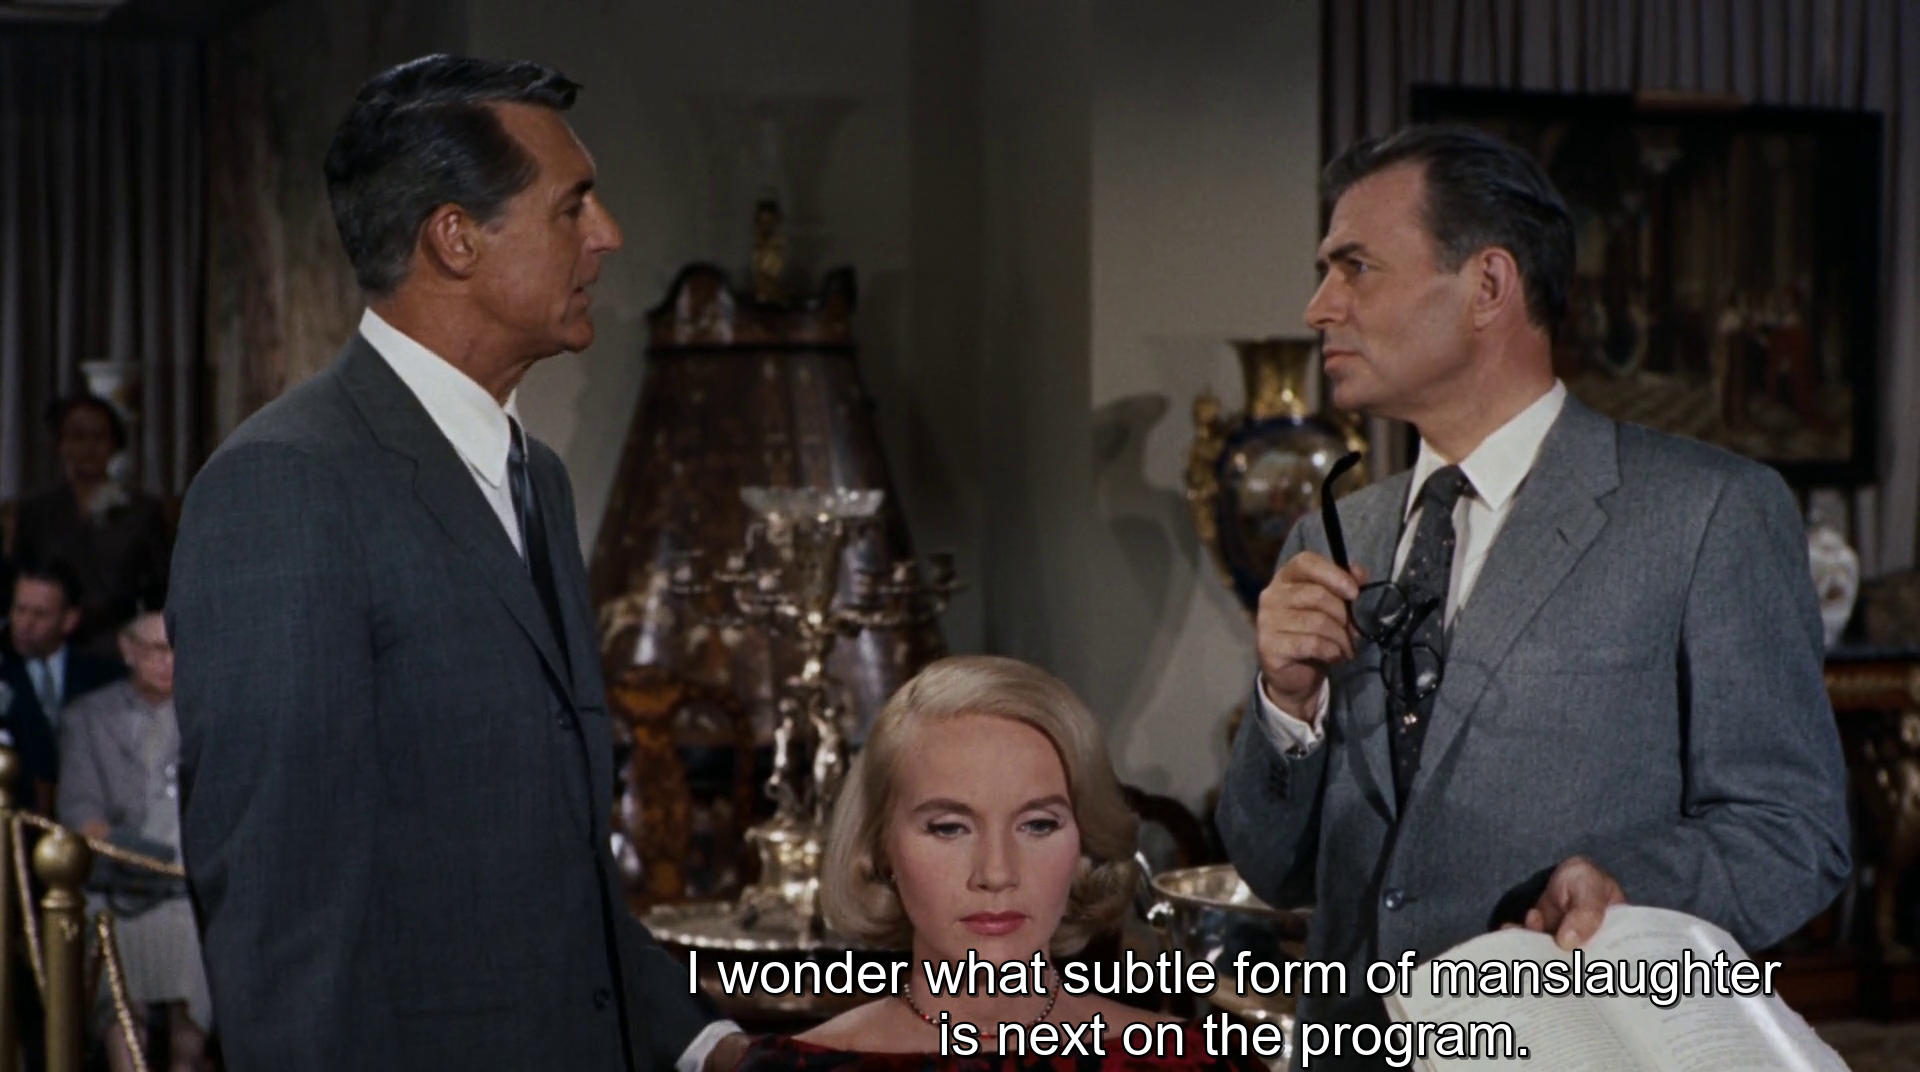 I wonder what subtle form of manslaughter
is next on the program.